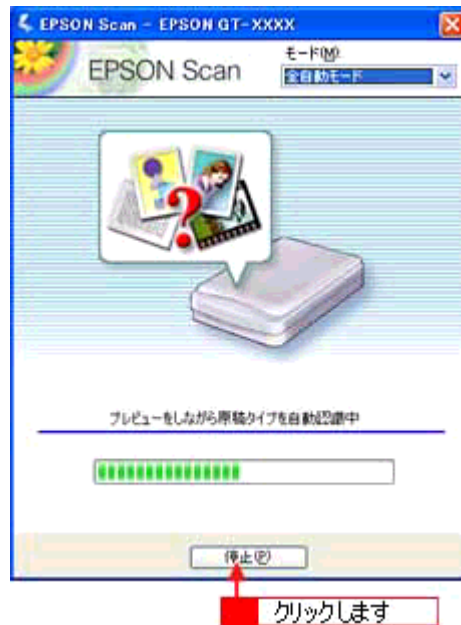 EPSON Scan - EPSON GT-XXXX
EPSON Scan
モード(M):
全自動モード
プレビューをしながら原稿タイプを自動認識中
停止(P)
クリックします